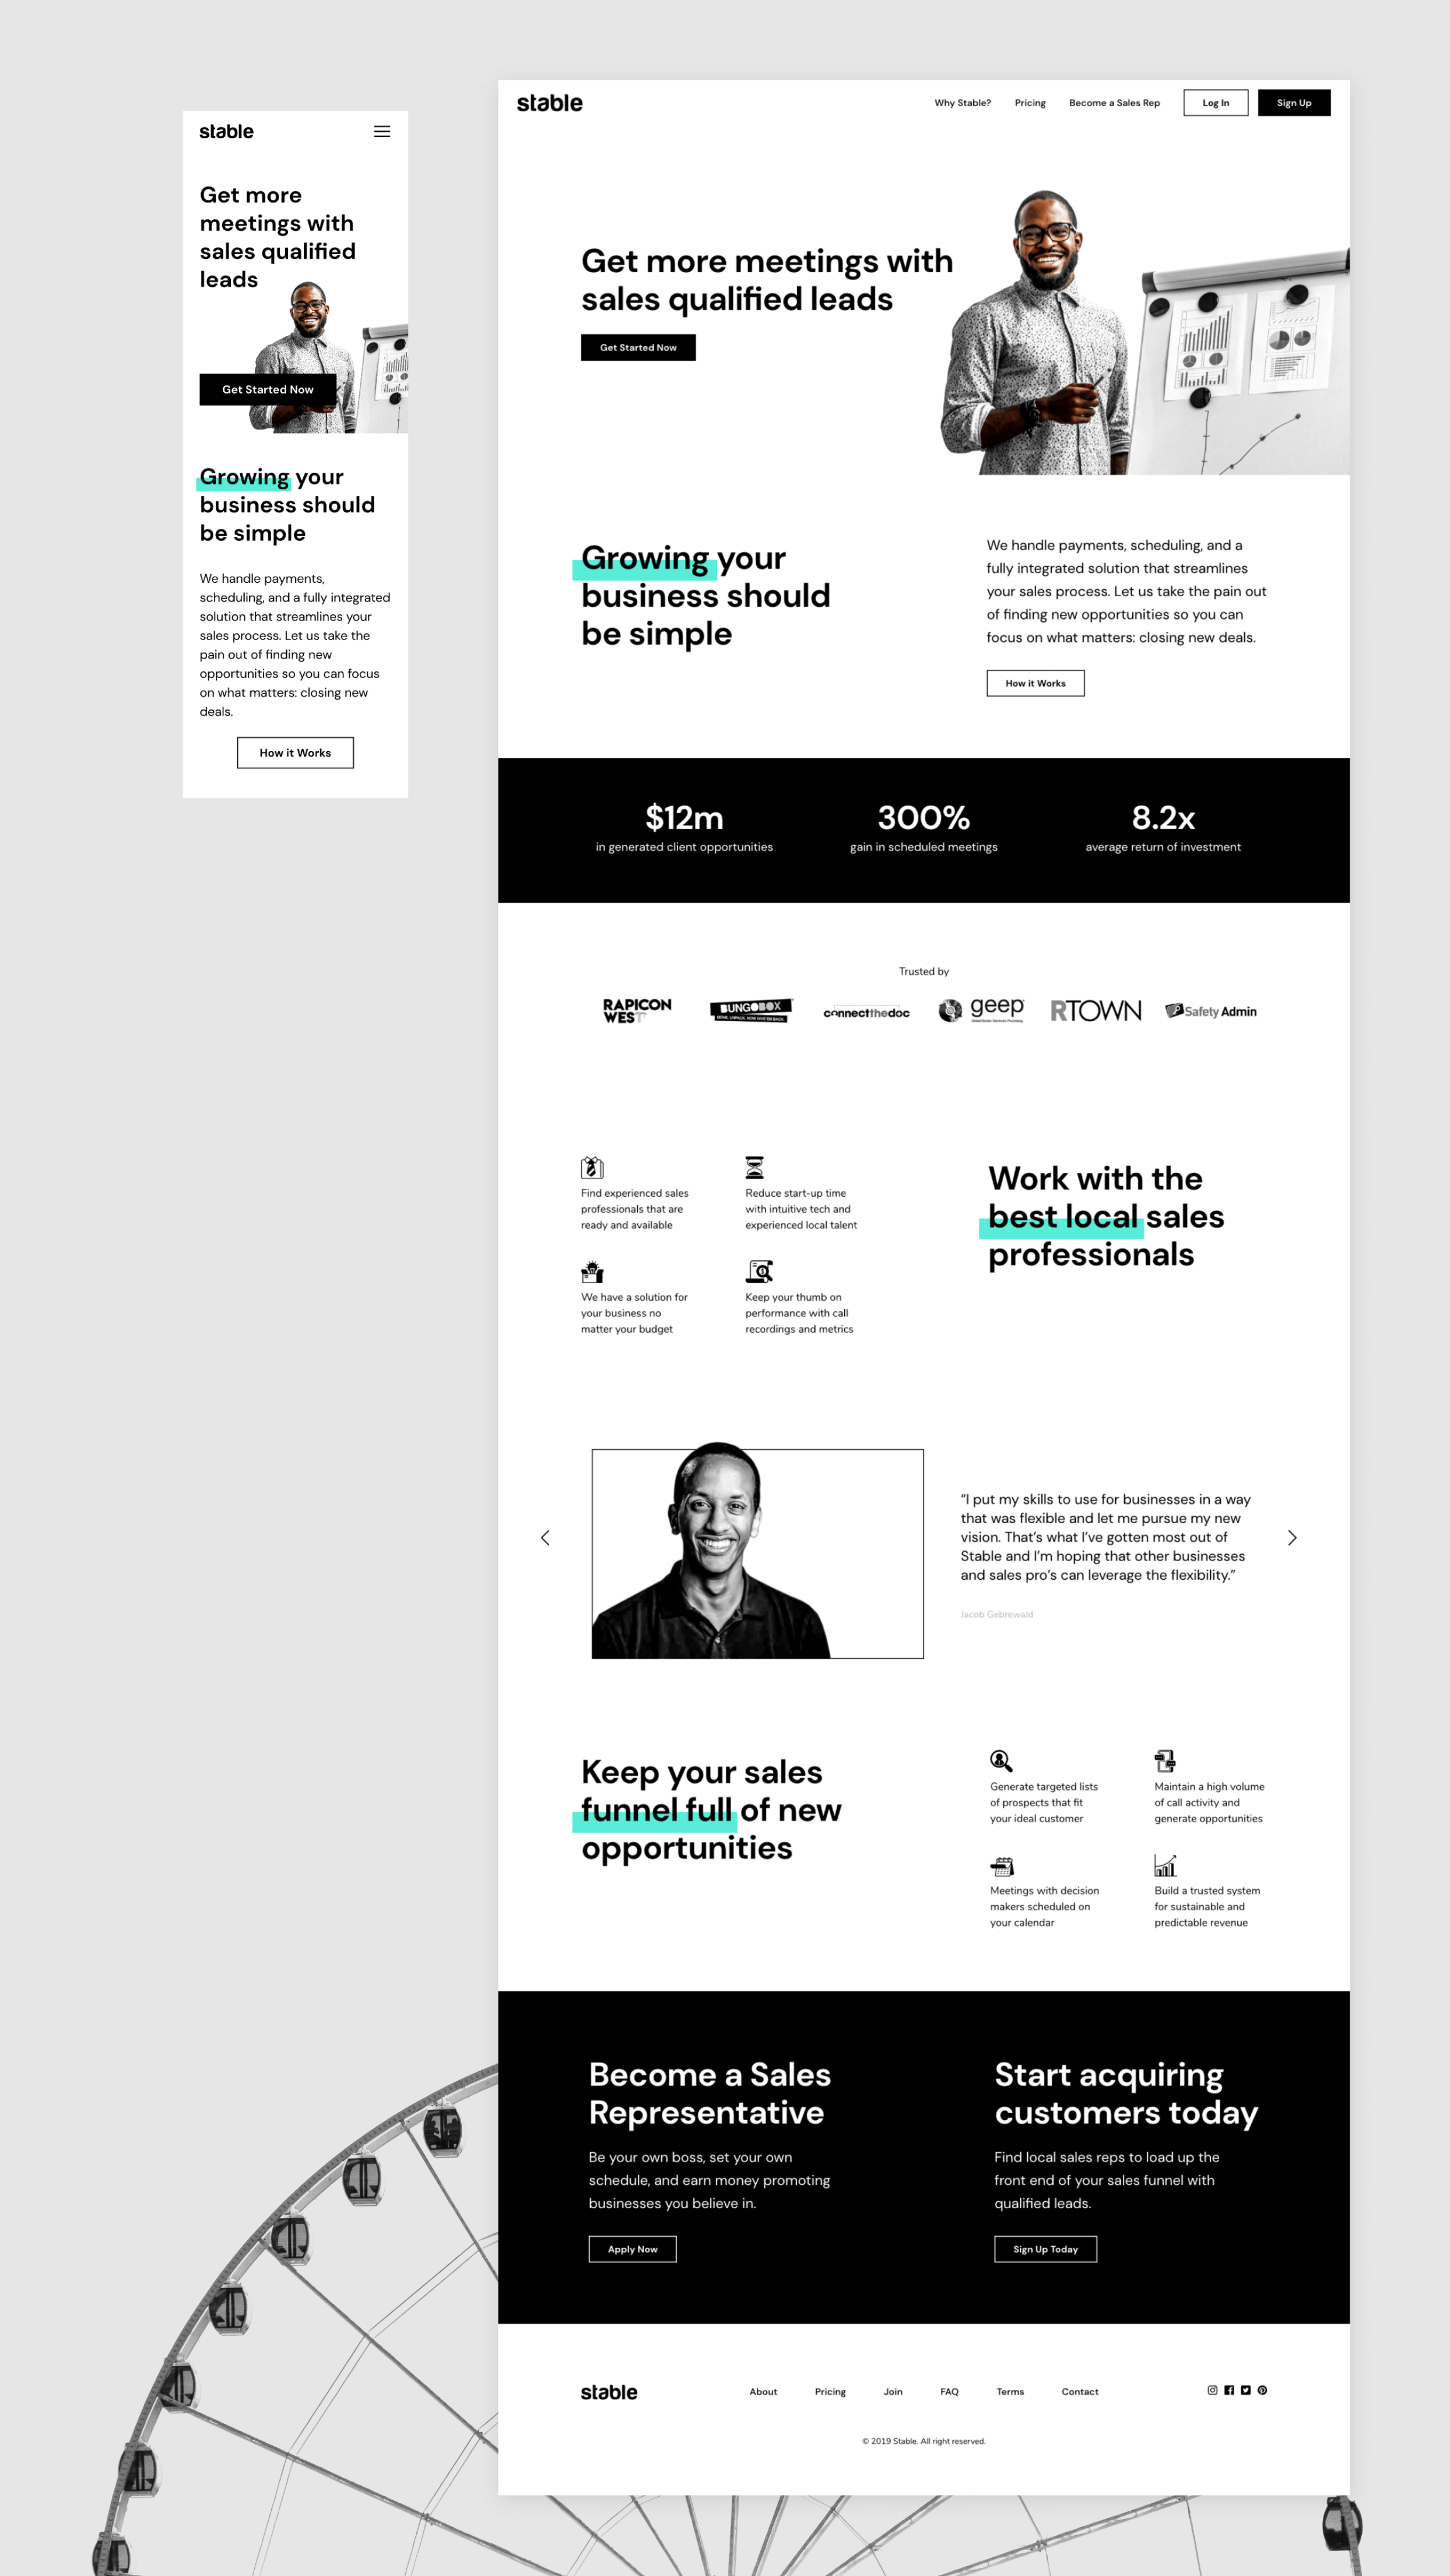 stable
Get more
meetings with
sales qualified
leads
Get Started Now
Growing your
business should
be simple
We handle payments,
scheduling, and a fully integrated
solution that streamlines your
sales process. Let us take the
pain out of finding new
opportunities so you can focus
on what matters: closing new
deals.
How it Works
stable
Why Stable?
Pricing
Become a Sales Rep
Log In
Sign Up
Get more meetings with
sales qualified leads
Get Started Now
Growing your
business should
be simple
We handle payments, scheduling, and a
fully integrated solution that streamlines
your sales process. Let us take the pain out
of finding new opportunities so you can
focus on what matters: closing new deals.
How it Works
$12m
in generated client opportunities
300%
gain in scheduled meetings
8.2x
average return of investment
Trusted by
RAPICON
WEST
BUNGOBOX
connectthedoc
geep
RTOWN
Safety Admin
Find experienced sales
professionals that are
ready and available
Reduce start-up time
with intuitive tech and
experienced local talent
We have a solution for
your business no
matter your budget
Keep your thumb on
performance with call
recordings and metrics
Work with the
best local sales
professionals
“I put my skills to use for businesses in a way
that was flexible and let me pursue my new
vision. That’s what I’ve gotten most out of
Stable and I’m hoping that other businesses
and sales pro’s can leverage the flexibility.”
Jacob Gebrewald
Keep your sales
funnel full of new
opportunities
Generate targeted lists
of prospects that fit
your ideal customer
Maintain a high volume
of call activity and
generate opportunities
Meetings with decision
makers scheduled on
your calendar
Build a trusted system
for sustainable and
predictable revenue
Become a Sales
Representative
Be your own boss, set your own
schedule, and earn money promoting
businesses you believe in.
Apply Now
Start acquiring
customers today
Find local sales reps to load up the
front end of your sales funnel with
qualified leads.
Sign Up Today
stable
About
Pricing
Join
FAQ
Terms
Contact
© 2019 Stable. All right reserved.